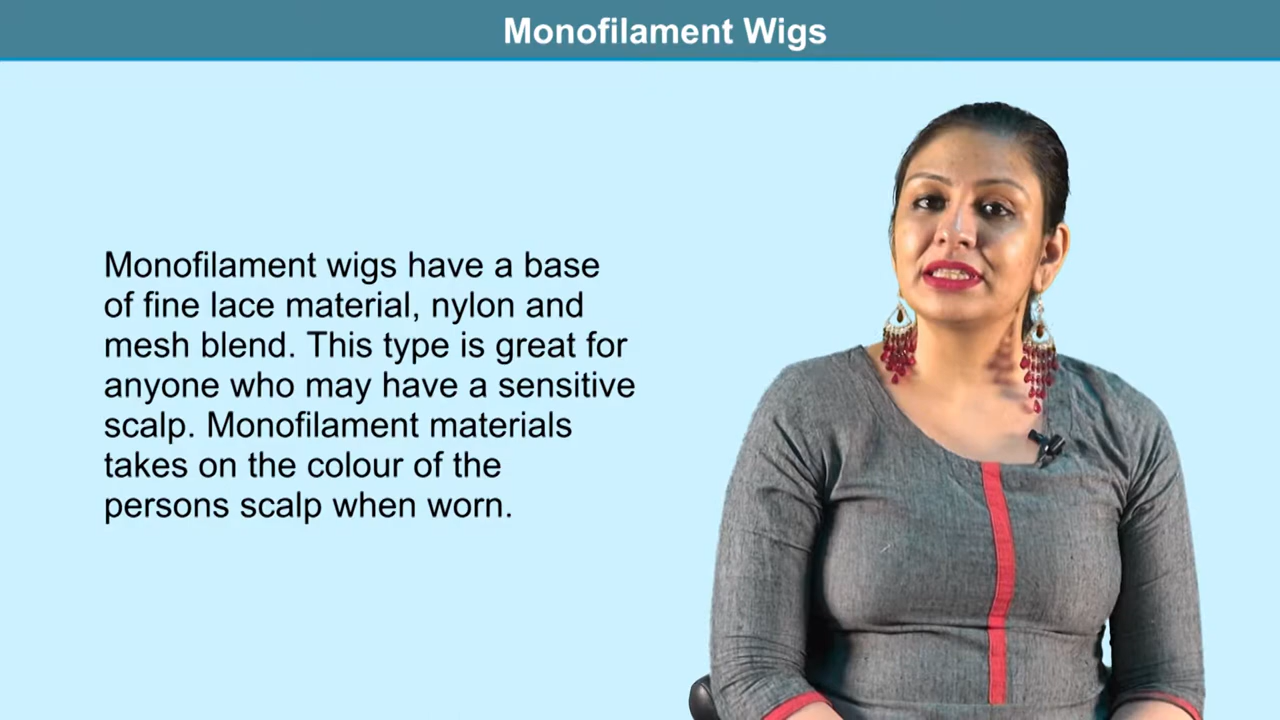 Monofilament Wigs
Monofilament wigs have a base
of fine lace material, nylon and
mesh blend. This type is great for
anyone who may have a sensitive
scalp. Monofilament materials
takes on the colour of the
persons scalp when worn.